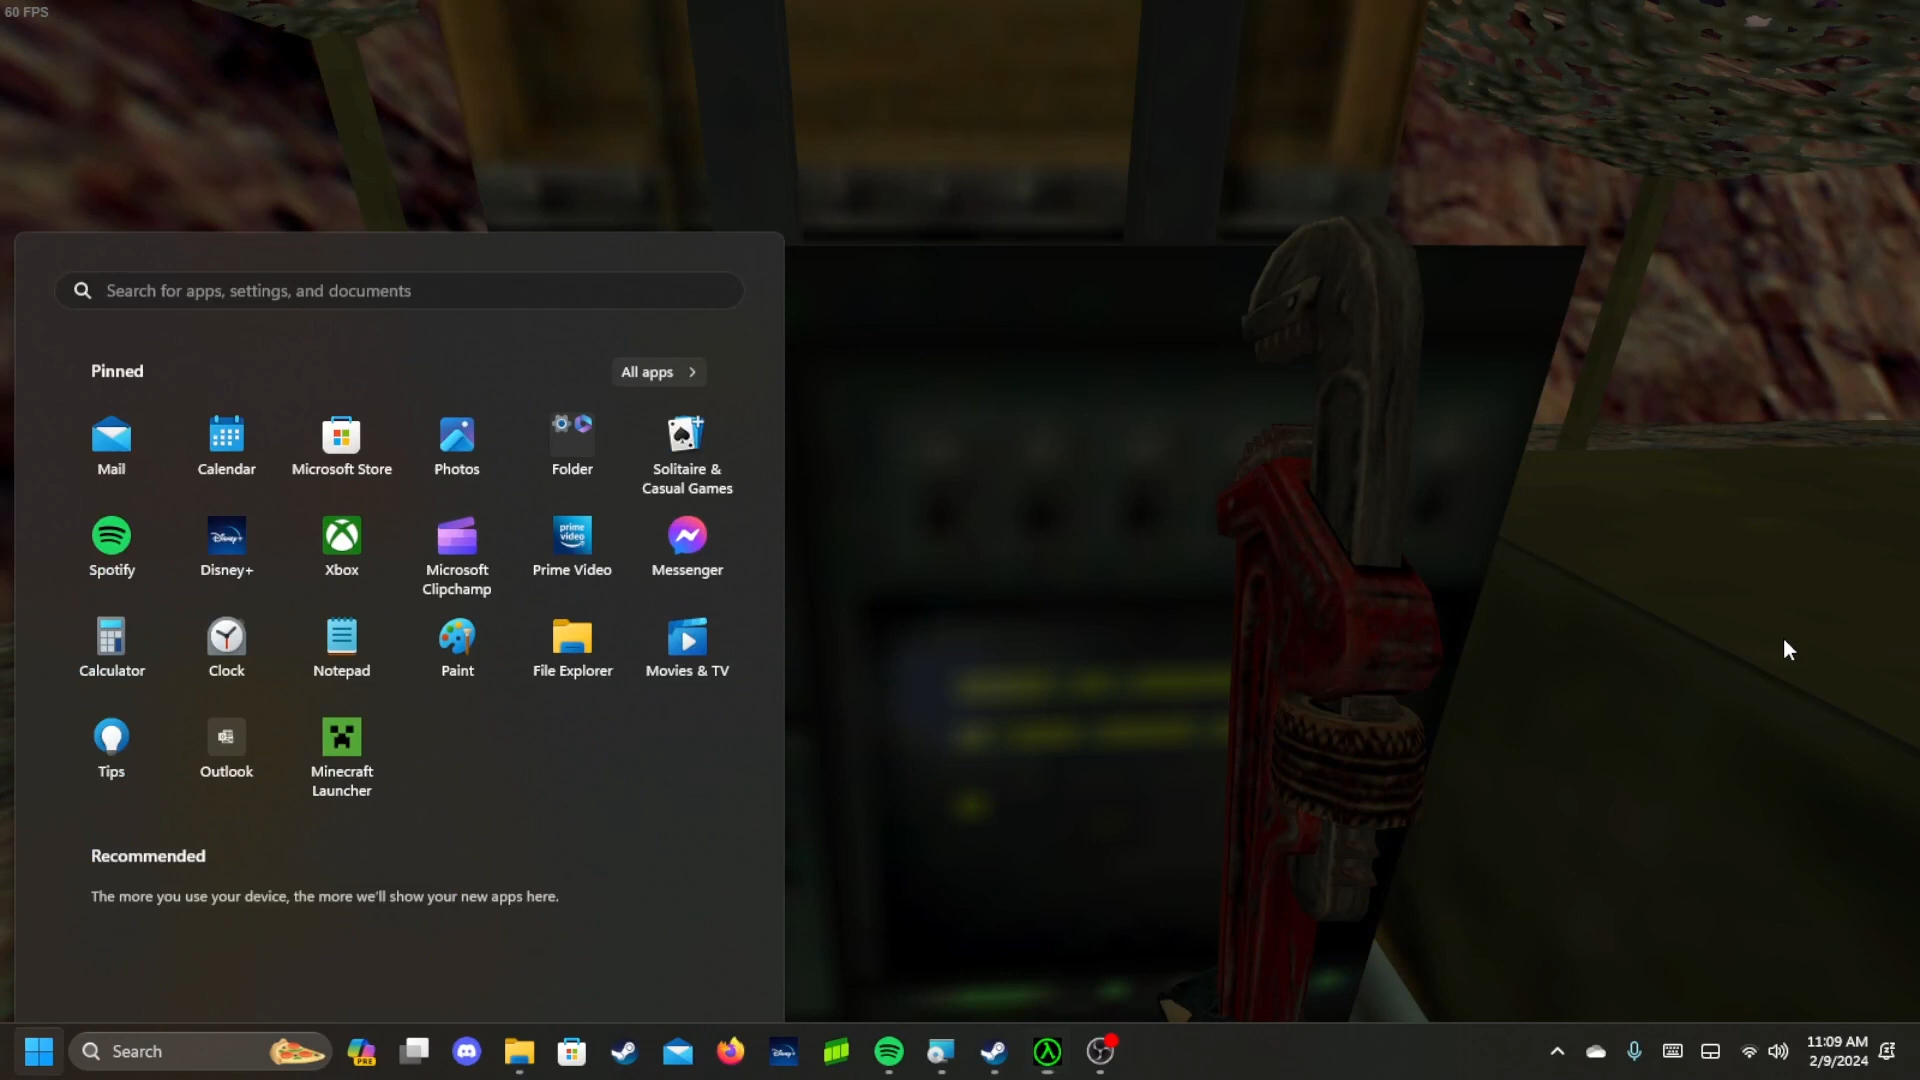 60 FPS
Search for apps, settings, and documents
Pinned
All apps
Mail
Calendar
Microsoft Store
Photos
Folder
Solitaire &
Casual Games
Spotify
Disney+
Xbox
Microsoft
Clipchamp
prime
video
Prime Video
Messenger
Calculator
Clock
Notepad
Paint
File Explorer
Movies & TV
Tips
Outlook
Minecraft
Launcher
Recommended
The more you use your device, the more we'll show your new apps here.
Search
PRE
11:09 AM
2/9/2024